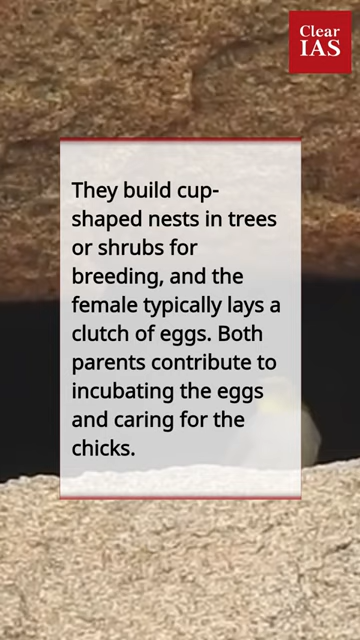 Clear
IAS
They build cup-
shaped nests in trees
or shrubs for
breeding, and the
female typically lays a
clutch of eggs. Both
parents contribute to
incubating the eggs
and caring for the
chicks.